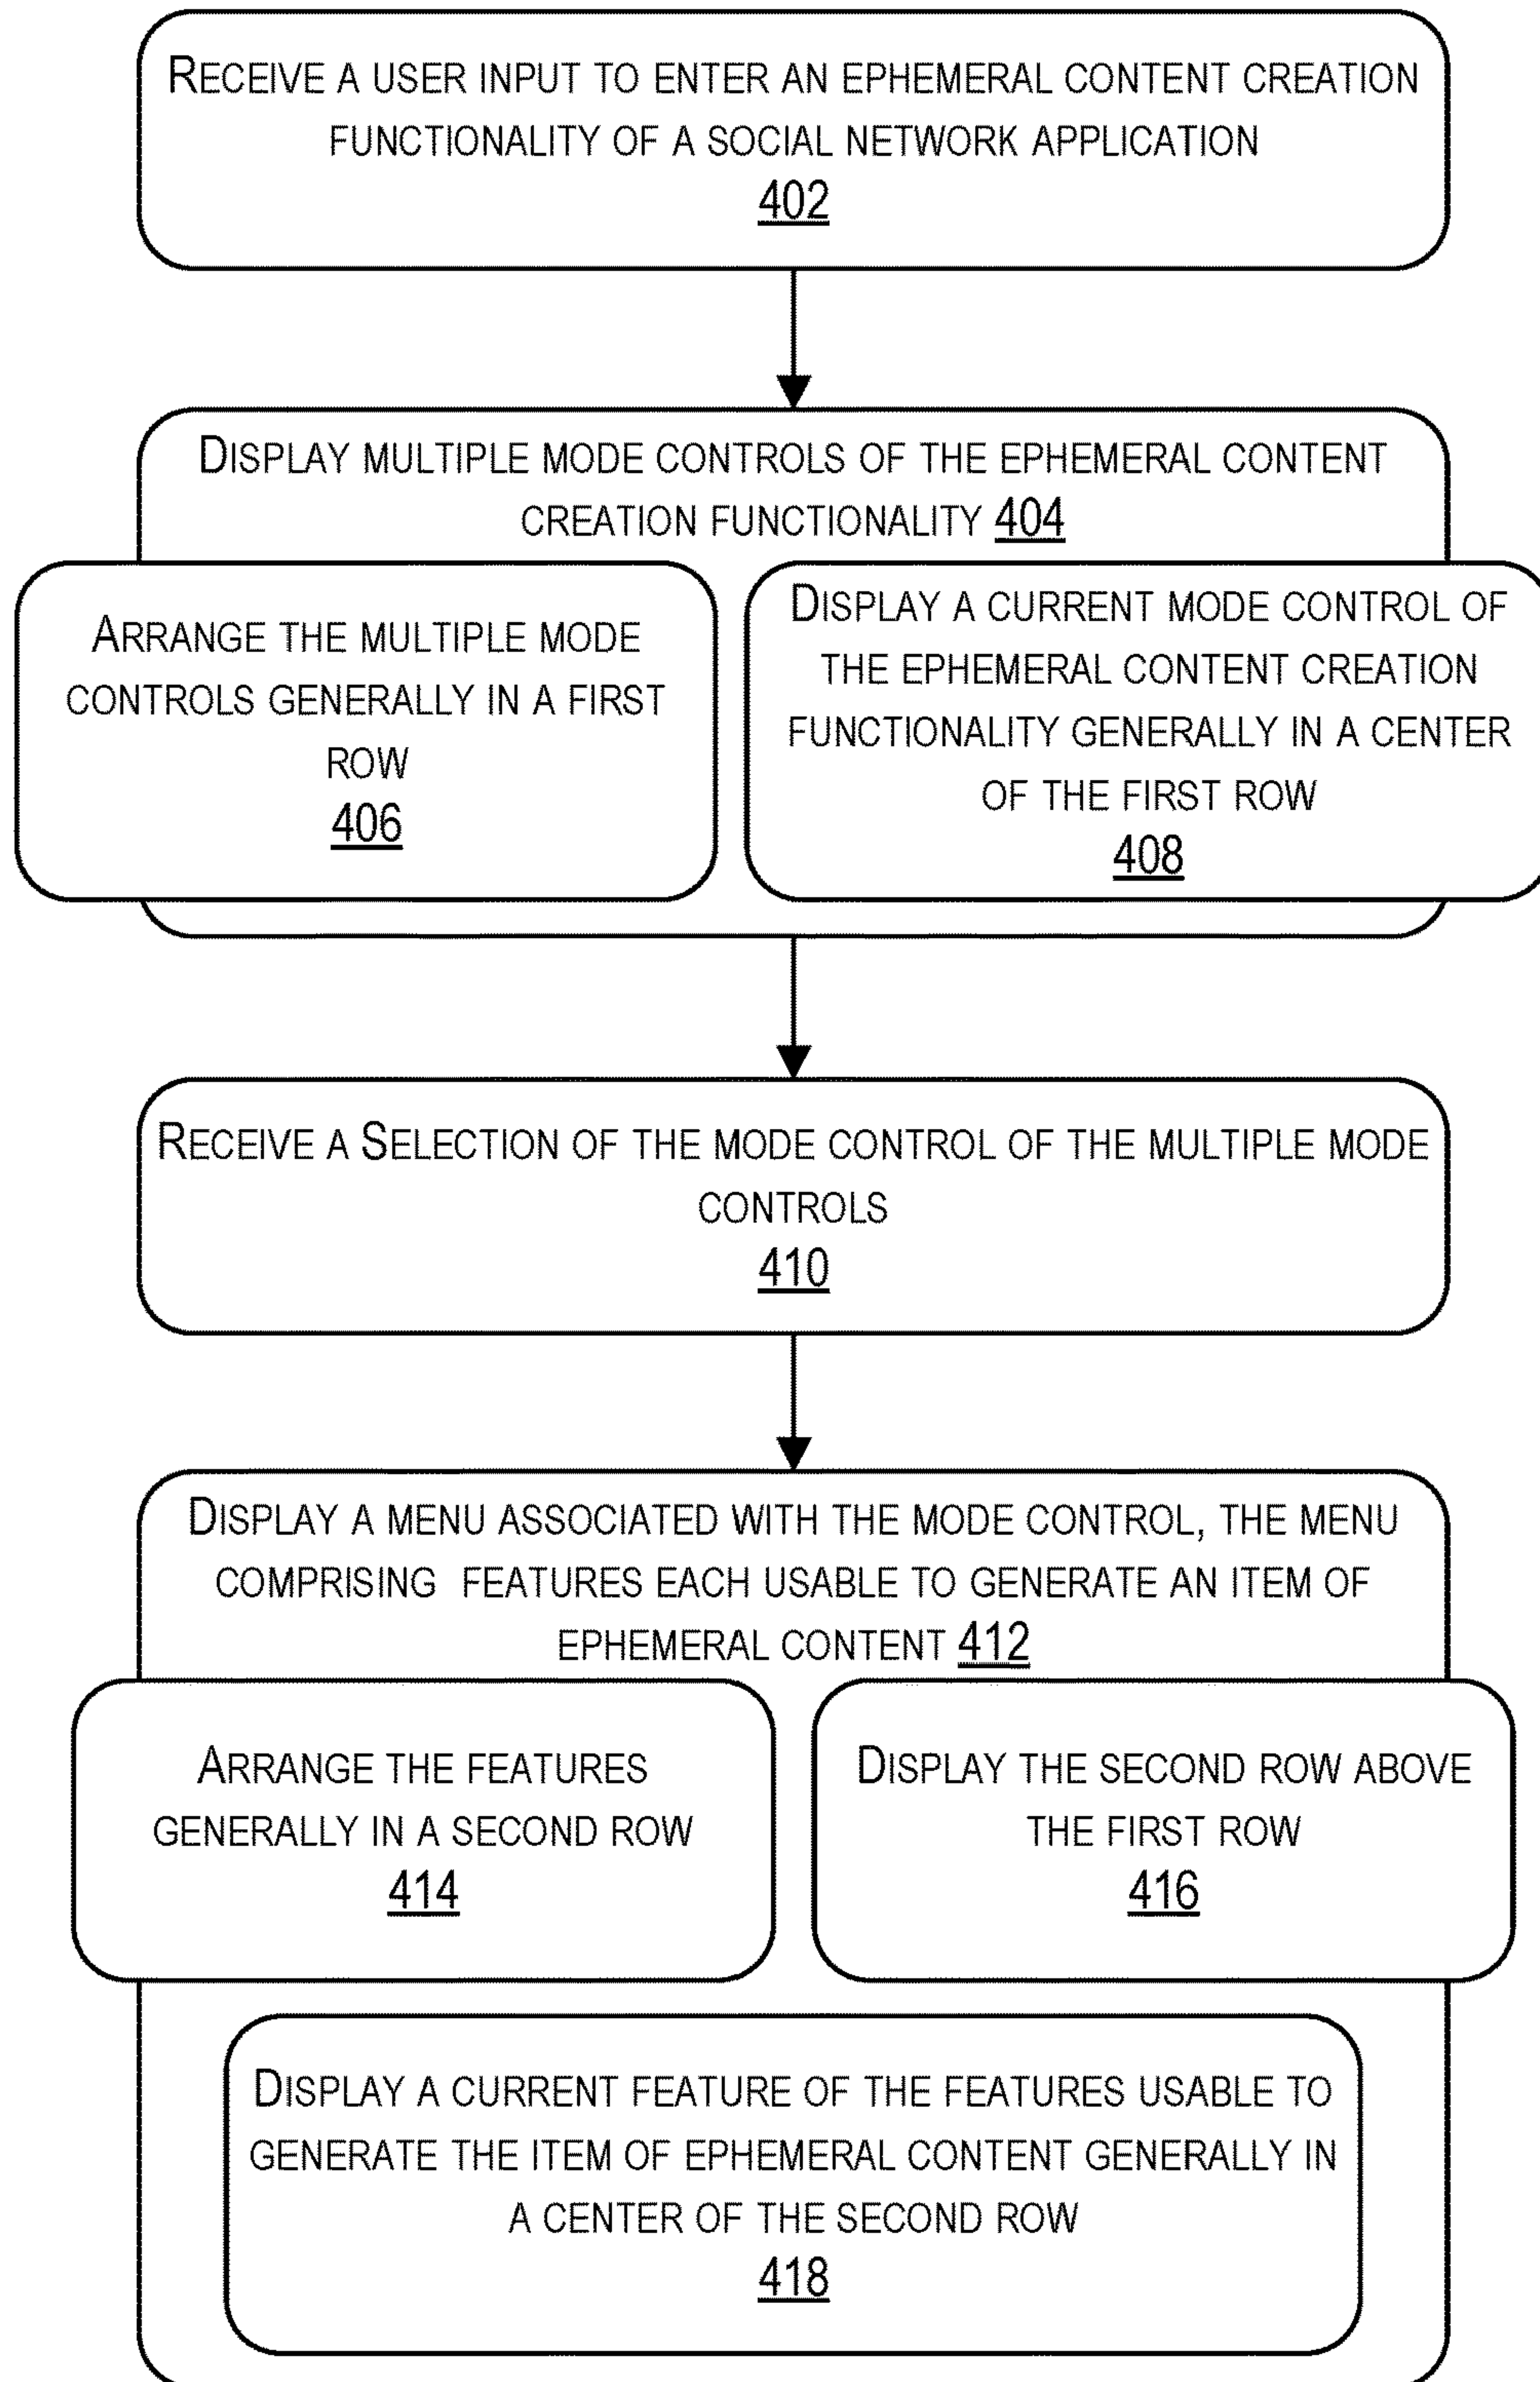 RECEIVE A USER INPUT TO ENTER AN EPHEMERAL CONTENT CREATION
FUNCTIONALITY OF A SOCIAL NETWORK APPLICATION
402
DISPLAY MULTIPLE MODE CONTROLS OF THE EPHEMERAL CONTENT
CREATION FUNCTIONALITY 404
ARRANGE THE MULTIPLE MODE
CONTROLS GENERALLY IN A FIRST
ROW
406
DISPLAY A CURRENT MODE CONTROL OF
THE EPHEMERAL CONTENT CREATION
FUNCTIONALITY GENERALLY IN A CENTER
OF THE FIRST ROW
408
RECEIVE A SELECTION OF THE MODE CONTROL OF THE MULTIPLE MODE
CONTROLS
410
DISPLAY A MENU ASSOCIATED WITH THE MODE CONTROL, THE MENU
COMPRISING FEATURES EACH USABLE TO GENERATE AN ITEM OF
EPHEMERAL CONTENT 412
ARRANGE THE FEATURES
GENERALLY IN A SECOND ROW
414
DISPLAY THE SECOND ROW ABOVE
THE FIRST ROW
416
DISPLAY A CURRENT FEATURE OF THE FEATURES USABLE TO
GENERATE THE ITEM OF EPHEMERAL CONTENT GENERALLY IN
A CENTER OF THE SECOND ROW
418